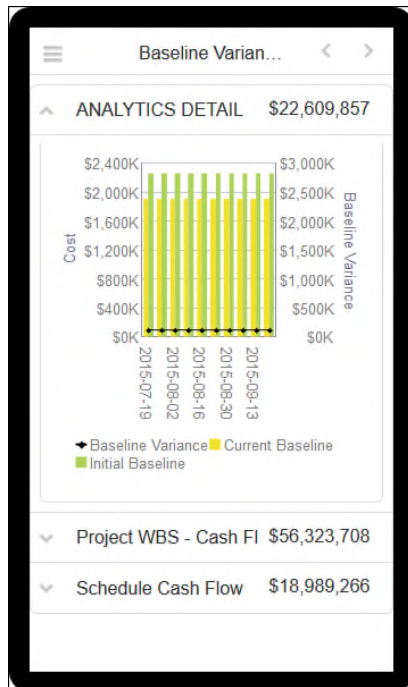 Baseline Varian...
ANALYTICS DETAIL $22,609,857
$2,400K $3,000K
$2,000K $2,500K
$1,600K $2,000K
$1,200K $1,500K
$800K $1,000K
$400K $500K
$0K $0K
Cost
Baseline Variance
2015-07-19
2015-08-02
2015-08-16
2015-08-30
2015-09-13
Baseline Variance Current Baseline
Initial Baseline
Project WBS - Cash Fl $56,323,708
Schedule Cash Flow $18,989,266